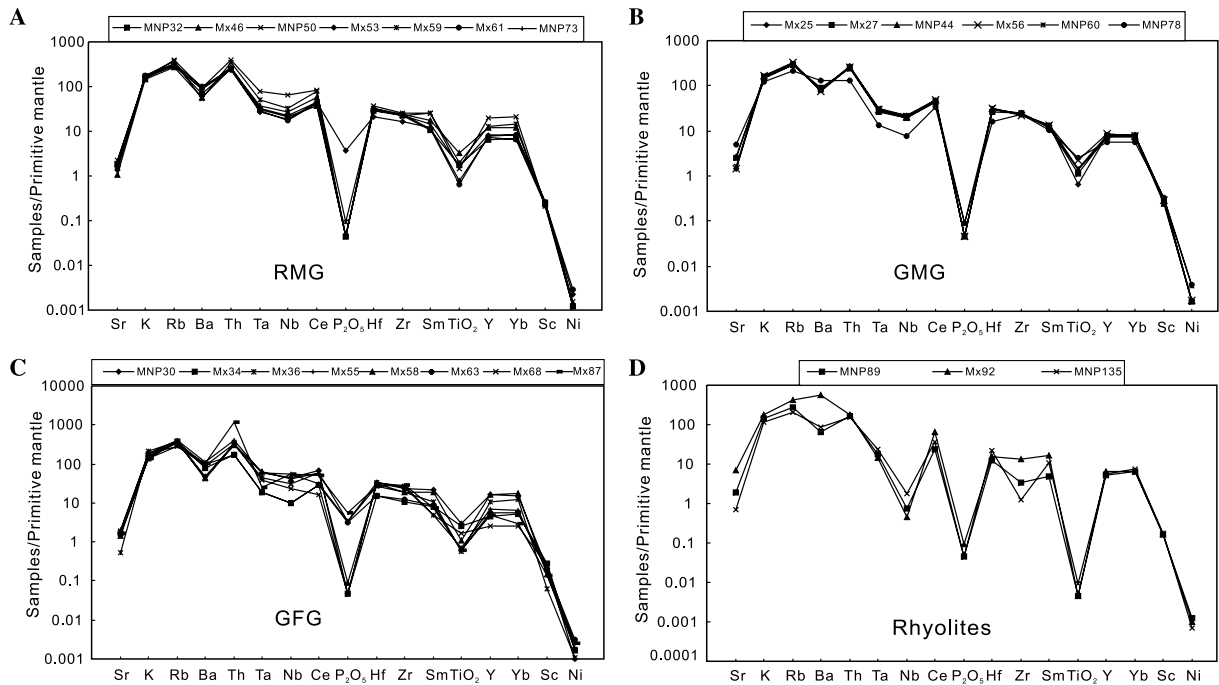 A
MNP32 Mx46 MNP50 Mx53 Mx59 Mx61 MNP73
Samples/Primitive mantle
1000
100
10
1
0.1
0.01
0.001
RMG
Sr K Rb Ba Th Ta Nb Ce P₂O₅ Hf Zr Sm TiO₂ Y Yb Sc Ni
B
Mx25 Mx27 MNP44 Mx56 MNP60 MNP78
Samples/Primitive mantle
1000
100
10
1
0.1
0.01
0.001
GMG
Sr K Rb Ba Th Ta Nb Ce P₂O₅ Hf Zr Sm TiO₂ Y Yb Sc Ni
C
MNP30 Mx34 Mx36 Mx55 Mx58 Mx63 Mx68 Mx87
Samples/Primitive mantle
10000
1000
100
10
1
0.1
0.01
0.001
GFG
Sr K Rb Ba Th Ta Nb Ce P₂O₅ Hf Zr Sm TiO₂ Y Yb Sc Ni
D
MNP89 Mx92 MNP135
Samples/Primitive mantle
1000
100
10
1
0.1
0.01
0.001
0.0001
Rhyolites
Sr K Rb Ba Th Ta Nb Ce P₂O₅ Hf Zr Sm TiO₂ Y Yb Sc Ni